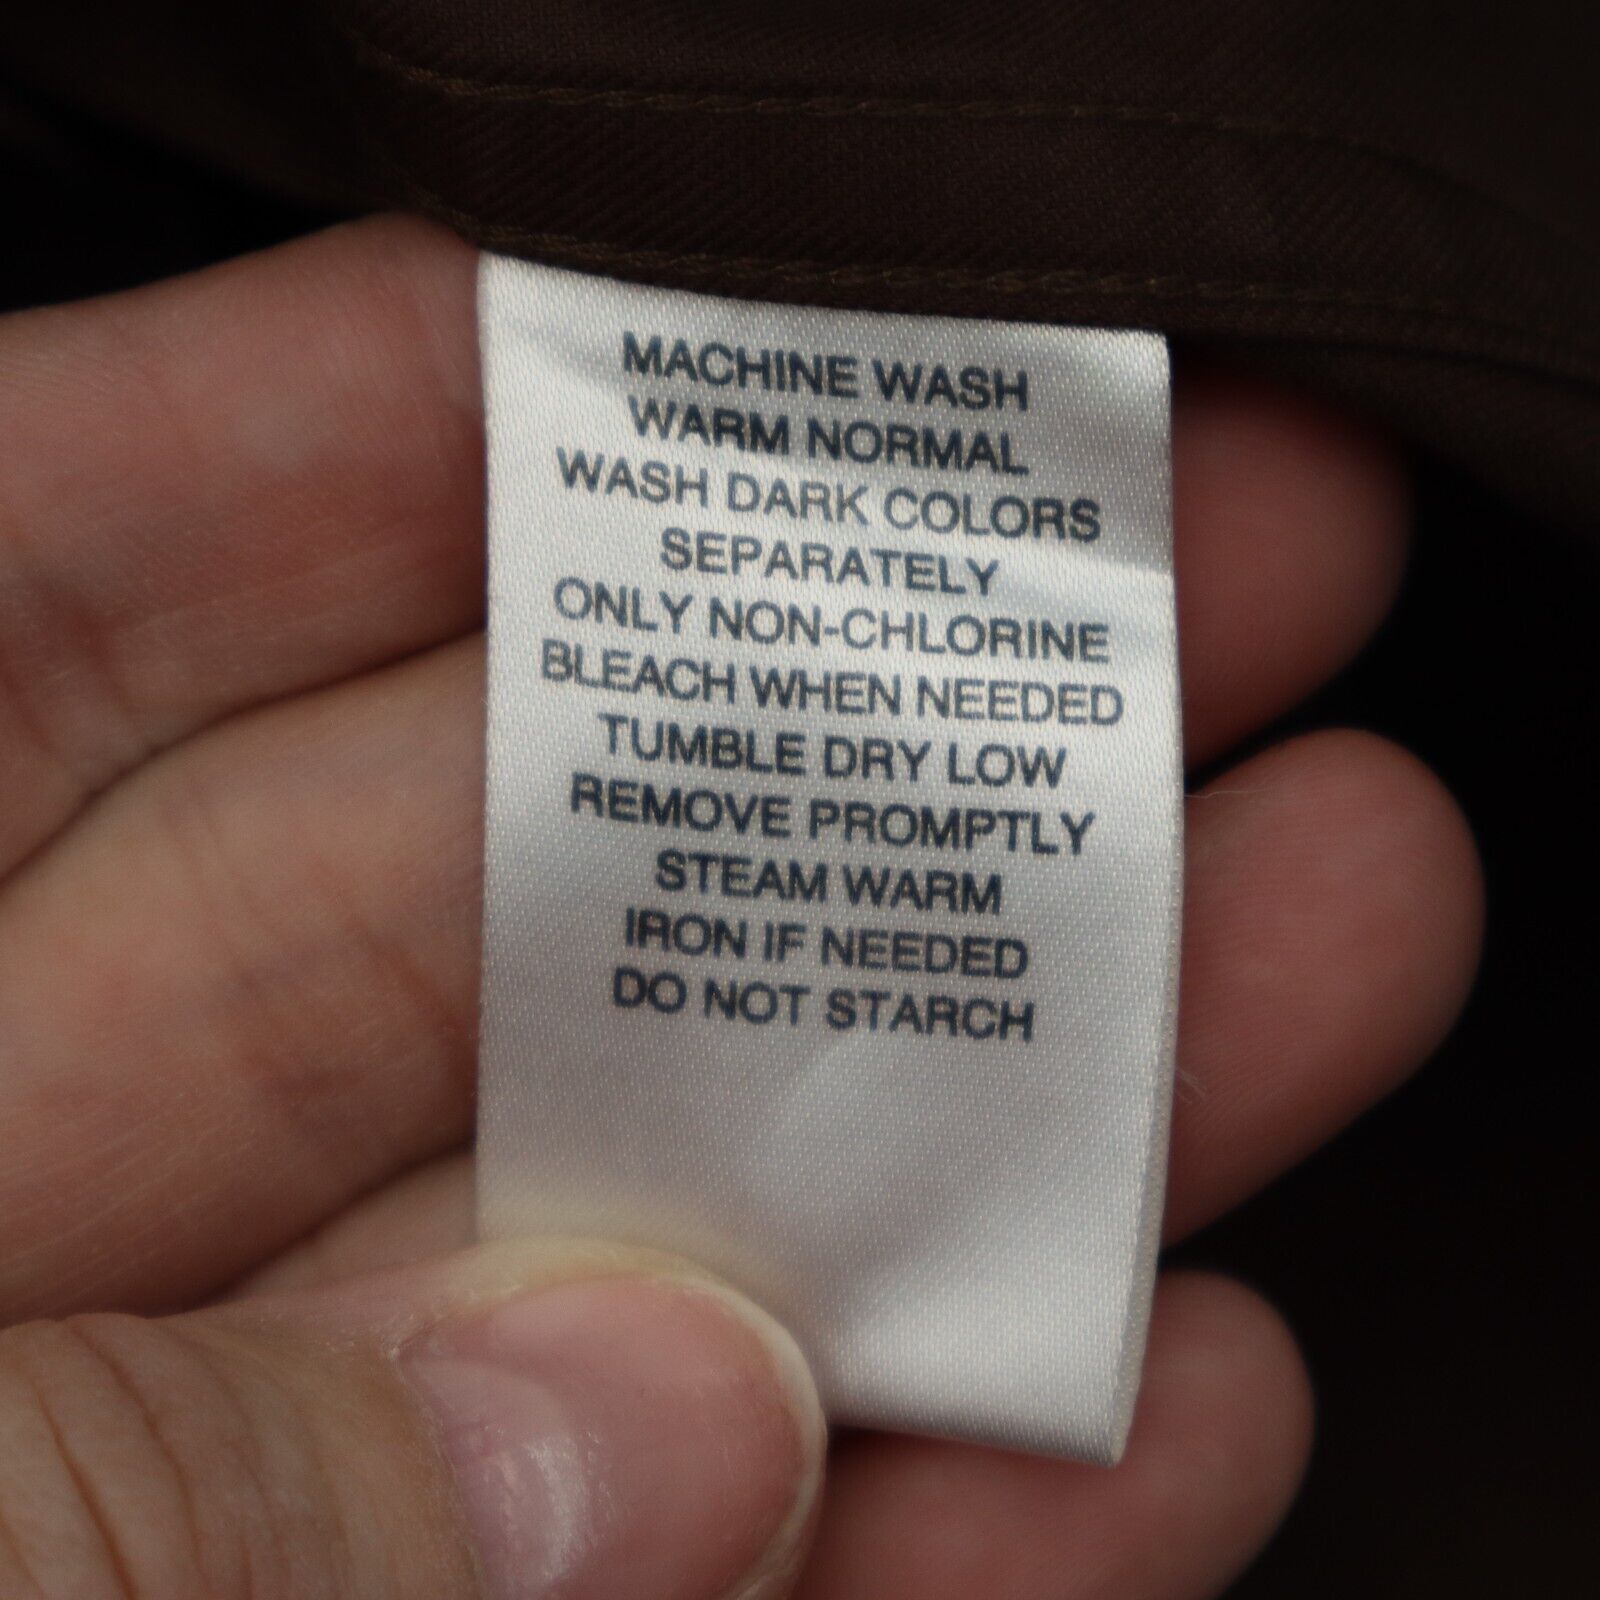 MACHINE WASH
WARM NORMAL
WASH DARK COLORS
SEPARATELY
ONLY NON-CHLORINE
BLEACH WHEN NEEDED
TUMBLE DRY LOW
REMOVE PROMPTLY
STEAM WARM
IRON IF NEEDED
DO NOT STARCH